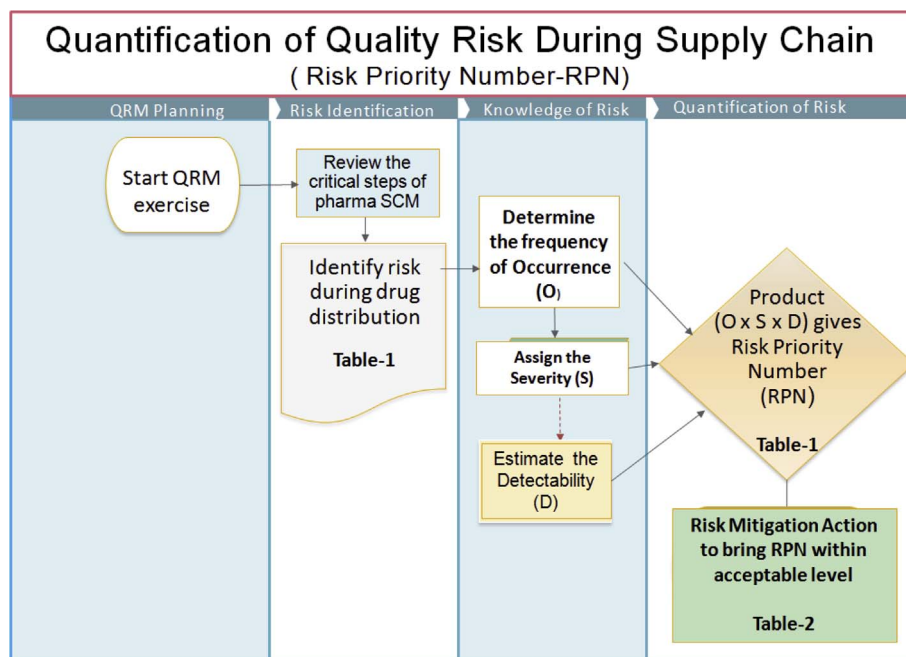 Quantification of Quality Risk During Supply Chain
( Risk Priority Number-RPN)
QRM Planning
Risk Identification
Knowledge of Risk
Quantification of Risk
Start QRM
exercise
Review the
critical steps of
pharma SCM
Identify risk
during drug
distribution
Table-1
Determine
the frequency
of Occurrence
(O)
Assign the
Severity (S)
Estimate the
Detectability
(D)
Product
(O x S x D) gives
Risk Priority
Number
(RPN)
Table-1
Risk Mitigation Action
to bring RPN within
acceptable level
Table-2